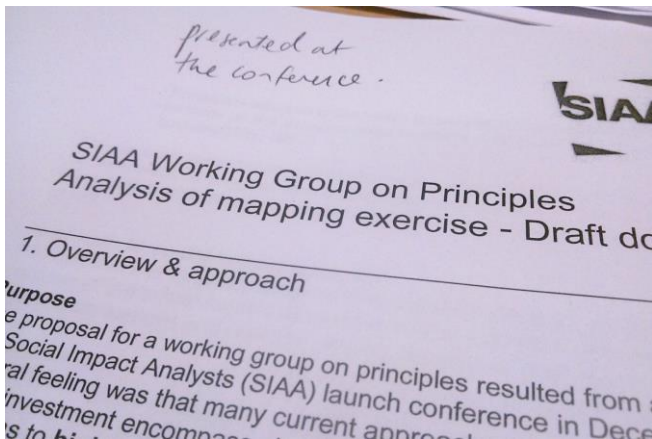 presented at
the conference.
SIAA
SIAA Working Group on Principles
Analysis of mapping exercise - Draft
1. Overview & approach
Purpose
proposal for a working group on principles resulted from
Social Impact Analysts (SIAA) launch conference in
feeling was that many current
investment
to